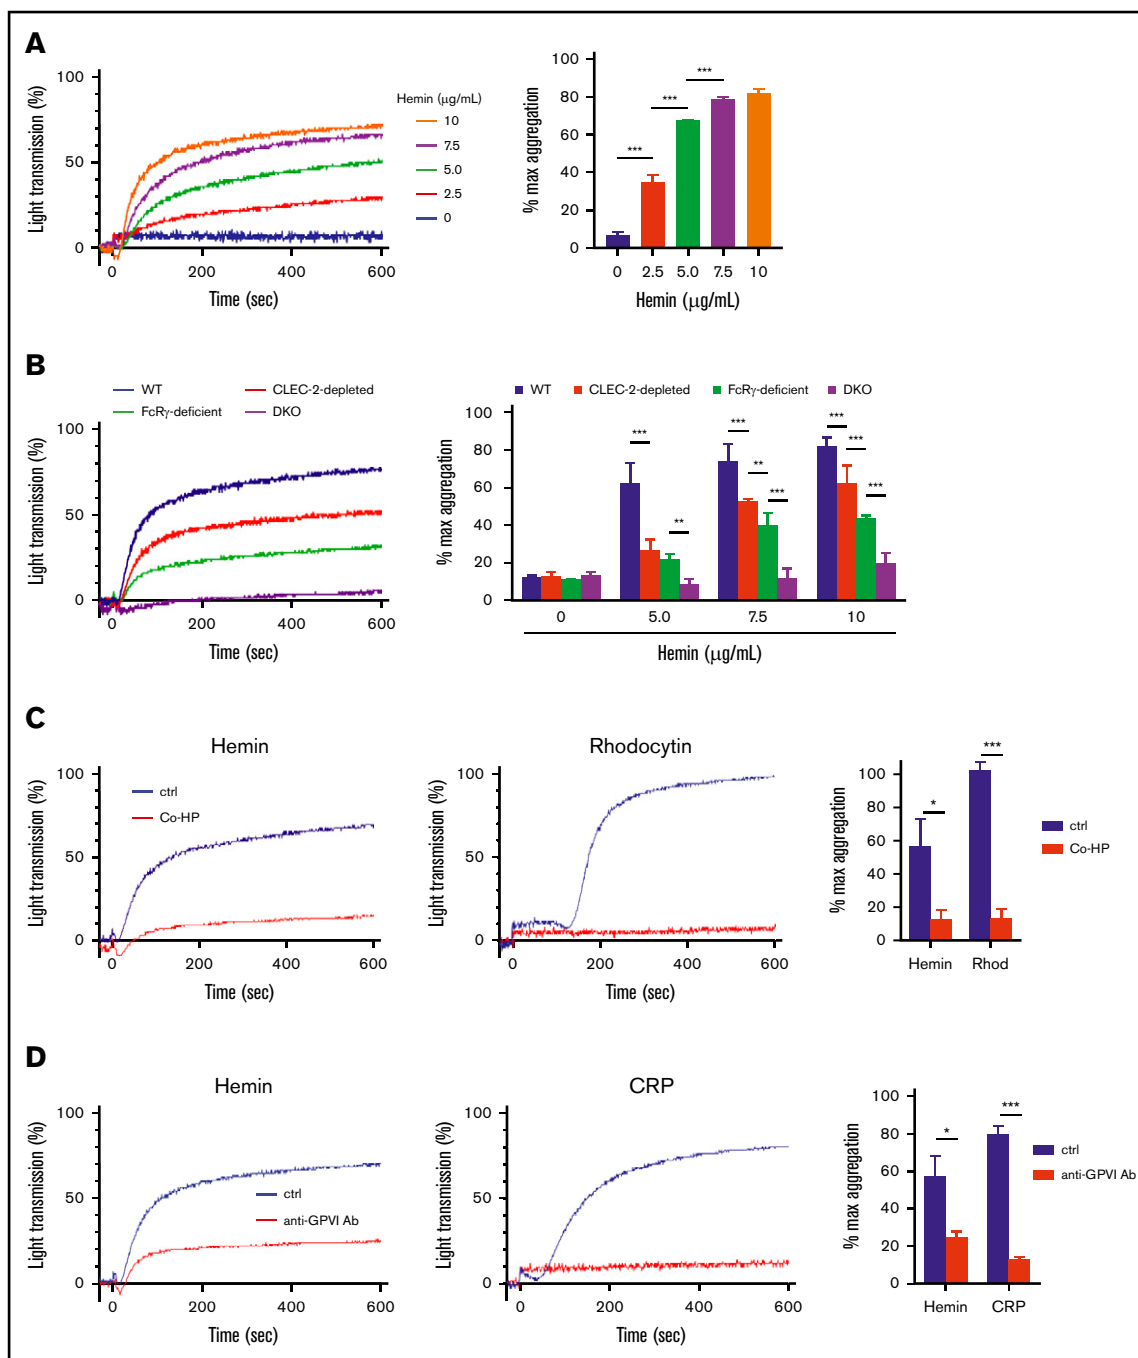 A
Light transmission (%)
100
50
0
0
200
400
600
Time (sec)
Hemin (μg/mL)
10
7.5
5.0
2.5
0
% max aggregation
100
80
60
40
20
0
***
***
***
0
2.5
5.0
7.5
10
Hemin (μg/mL)
B
WT
CLEC-2-depleted
FcRγ-deficient
DKO
Light transmission (%)
100
50
0
0
200
400
600
Time (sec)
WT
CLEC-2-depleted
FcRγ-deficient
DKO
% max aggregation
100
80
60
40
20
0
***
**
***
**
***
***
***
***
0
5.0
7.5
10
Hemin (μg/mL)
C
Hemin
Light transmission (%)
100
50
0
ctrl
Co-HP
0
200
400
600
Time (sec)
Rhodocytin
Light transmission (%)
100
50
0
0
200
400
600
Time (sec)
% max aggregation
100
80
60
40
20
0
*
***
Hemin
Rhod
ctrl
Co-HP
D
Hemin
Light transmission (%)
100
50
0
ctrl
anti-GPVI Ab
0
200
400
600
Time (sec)
CRP
Light transmission (%)
100
50
0
0
200
400
600
Time (sec)
% max aggregation
100
80
60
40
20
0
*
***
Hemin
CRP
ctrl
anti-GPVI Ab